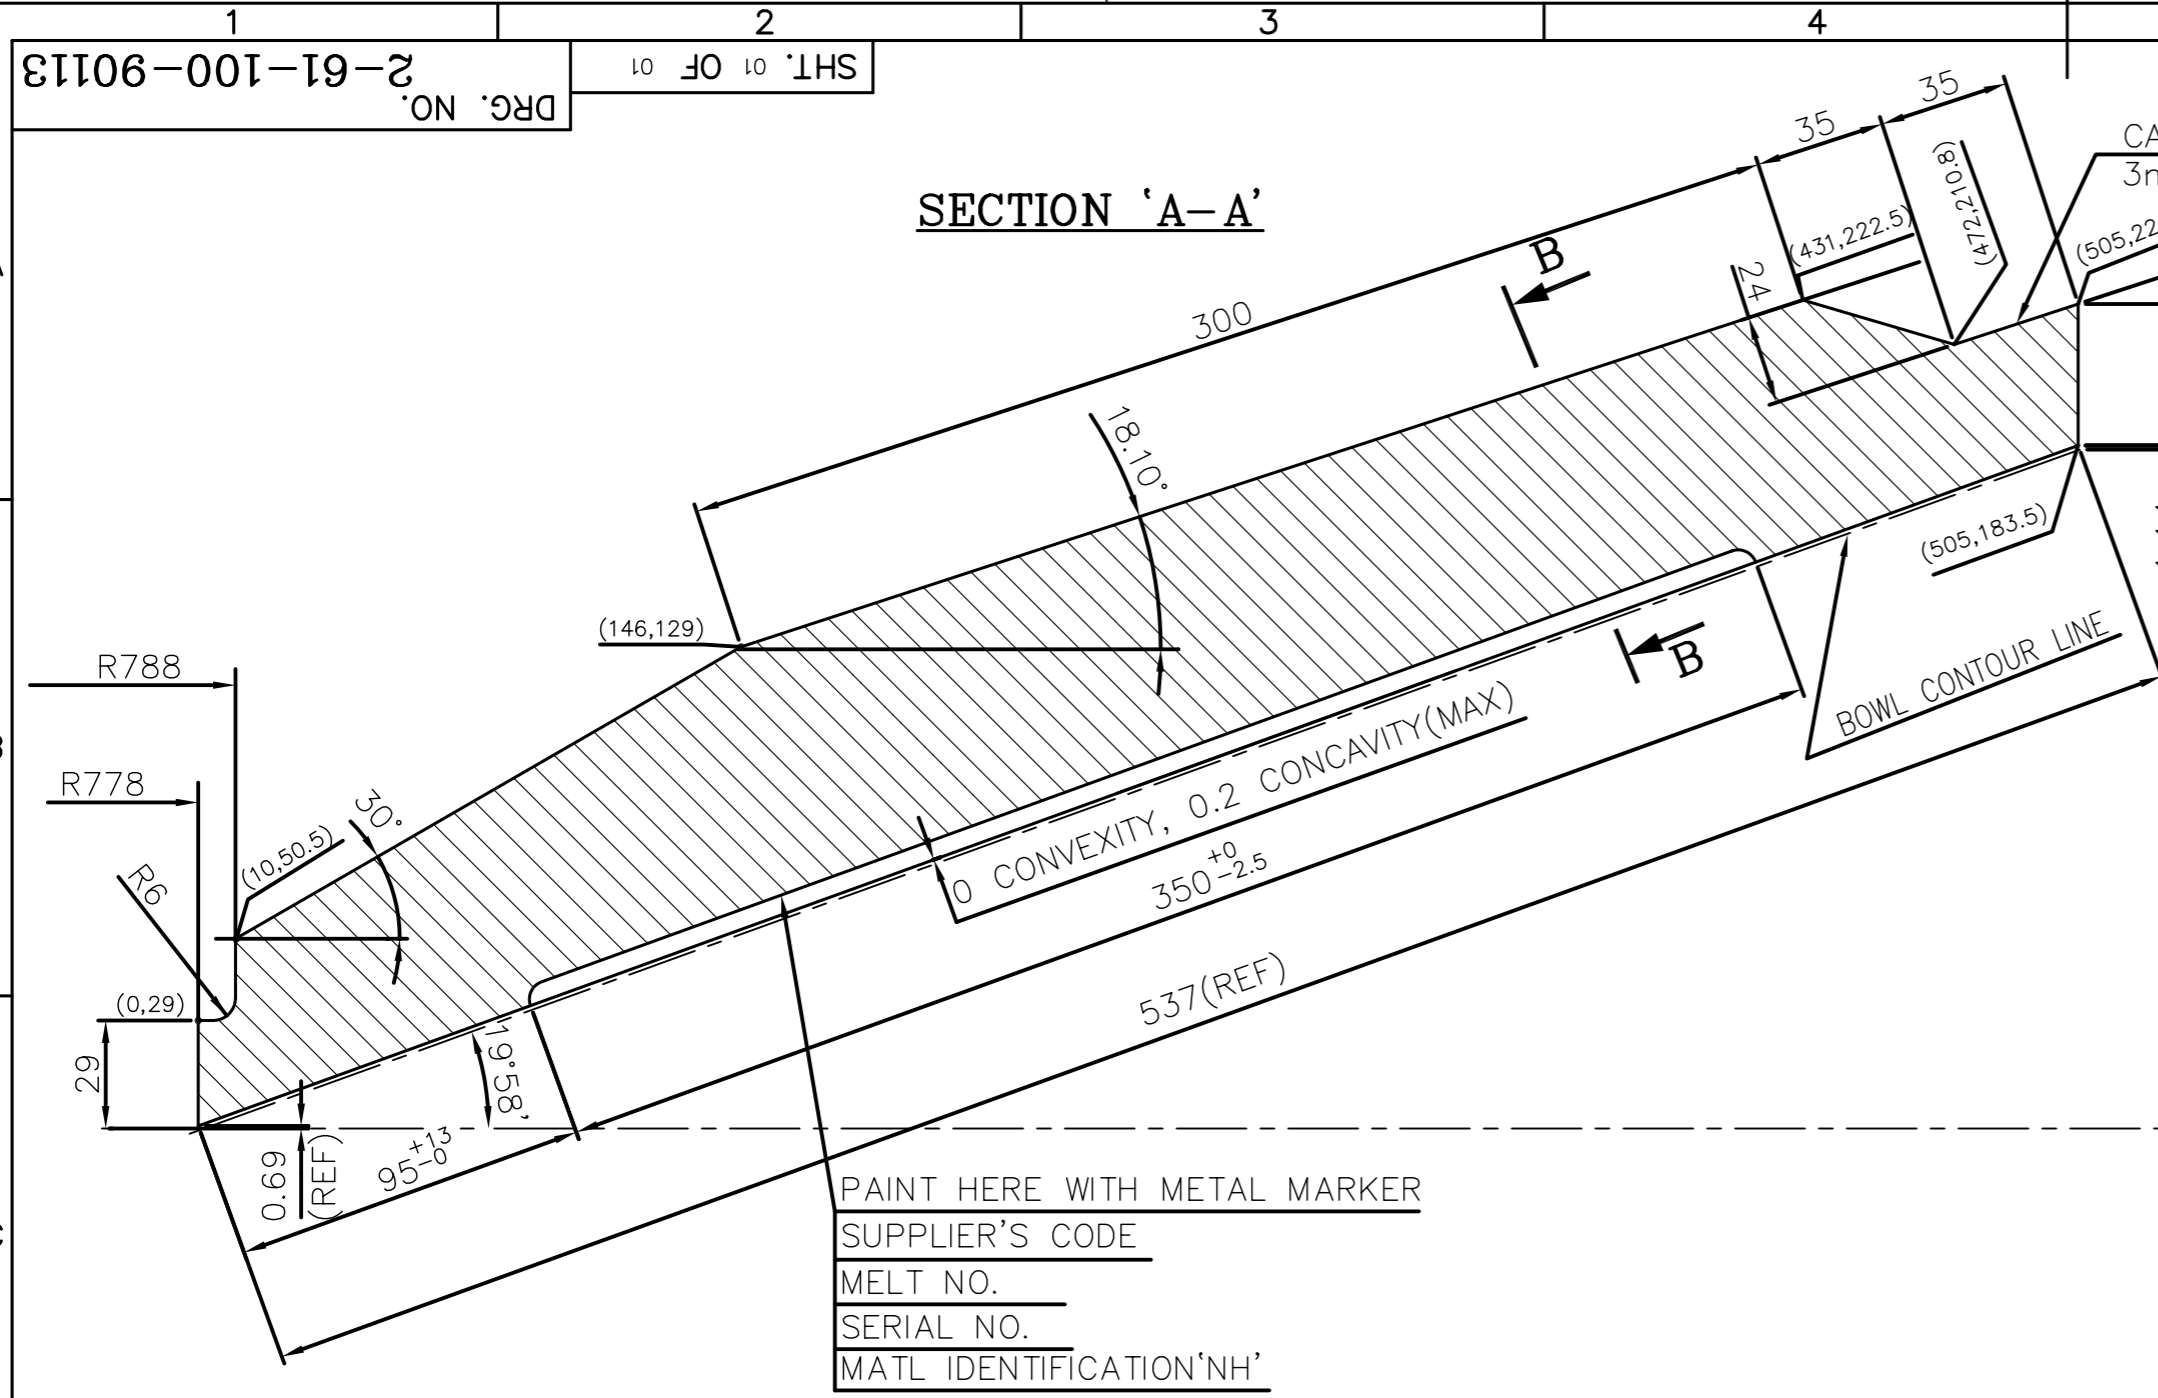 1 2 3 4
2-61-100-90113
DRG. NO.
SHT. 01 OF 01
35
35
SECTION ‘A-A’
300
B
(431,222.5)
(472,210.8)
24
18.10°
(146,129)
B
(505,183.5)
BOWL CONTOUR LINE
R788
R778
30°
(10,50.5)
R6
(0,29)
29
0 CONVEXITY, 0.2 CONCAVITY(MAX)
350 +0 -2.5
537(REF)
19°58'
95 +13 -0
0.69
(REF)
PAINT HERE WITH METAL MARKER
SUPPLIER'S CODE
MELT NO.
SERIAL NO.
MATL IDENTIFICATION‘NH’